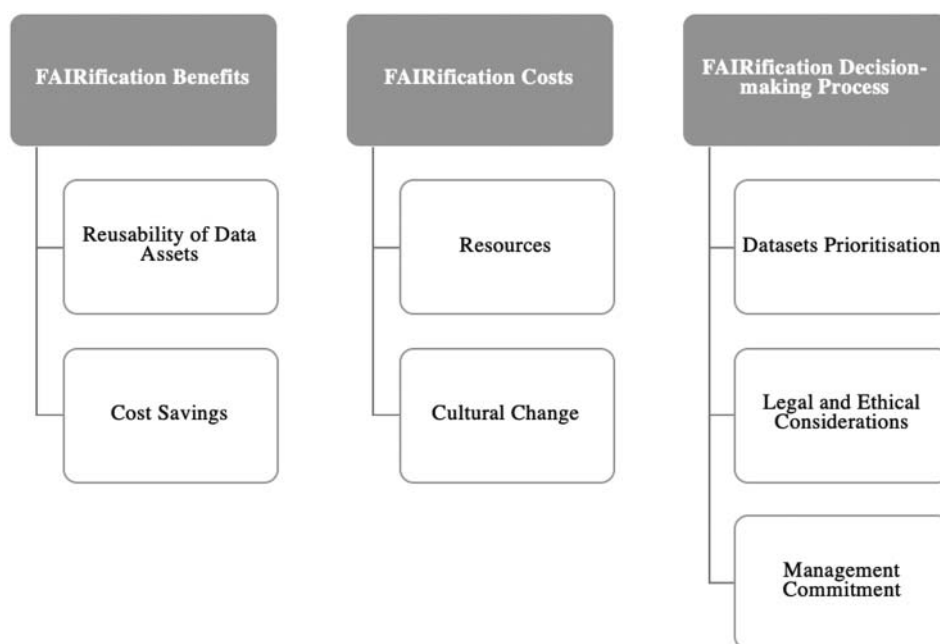 FAIRification Benefits
Reusability of Data
Assets
Cost Savings
FAIRification Costs
Resources
Cultural Change
FAIRification Decision-
making Process
Datasets Prioritisation
Legal and Ethical
Considerations
Management
Commitment